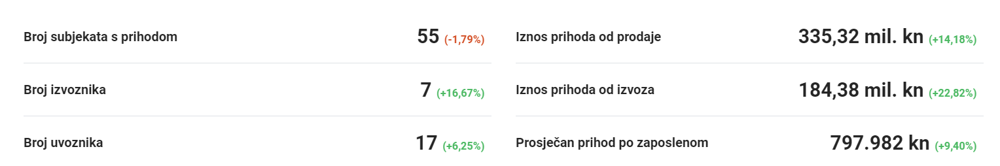 Broj subjekata s prihodom 55 (-1,79%)
Broj izvoznika 7 (+16,67%)
Broj uvoznika 17 (+6,25%)
Iznos prihoda od prodaje 335,32 mil. kn (+14,18%)
Iznos prihoda od izvoza 184,38 mil. kn (+22,82%)
Prosječan prihod po zaposlenom 797.982 kn (+9,40%)